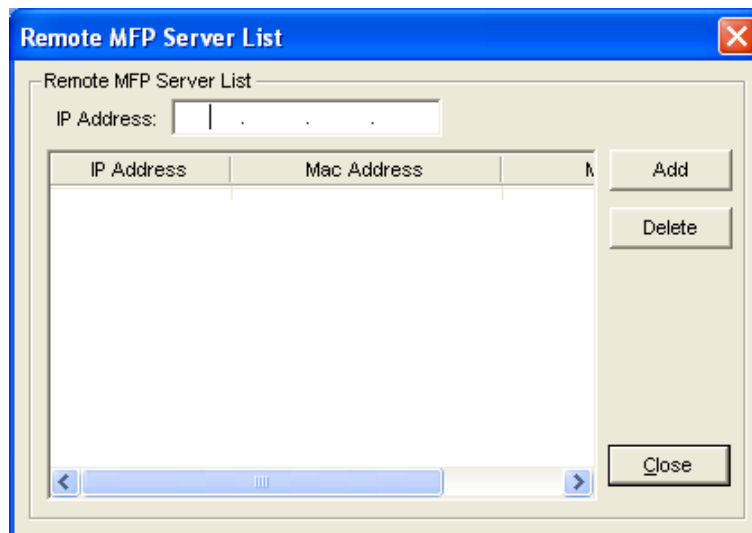 Remote MFP Server List
Remote MFP Server List
IP Address: . . .
IP Address Mac Address
Add
Delete
Close